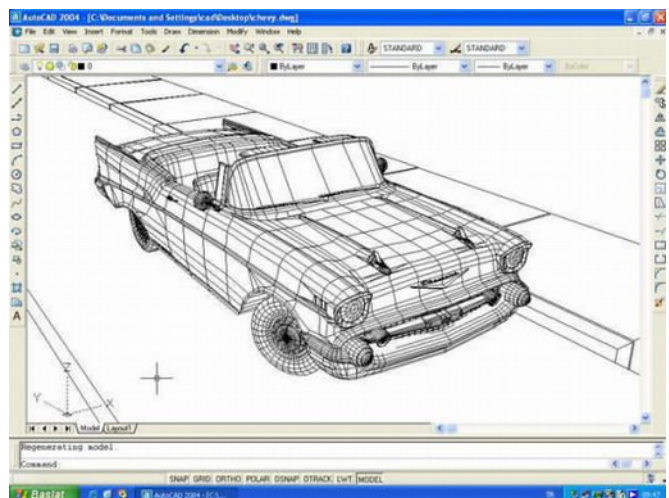 AutoCAD 2004 - [C:\Documents and Settings\cad\Desktop\chevy.dwg]
File Edit View Insert Format Tools Draw Dimension Modify Window Help
STANDARD STANDARD
0 ByLayer ByLayer ByLayer ByColor
A
Z
Y X
Model Layout1
Regenerating model.
Command:
SNAP GRID ORTHO POLAR OSNAP OTRACK LWT MODEL
Başlat AutoCAD 2004 - [C:\... TR